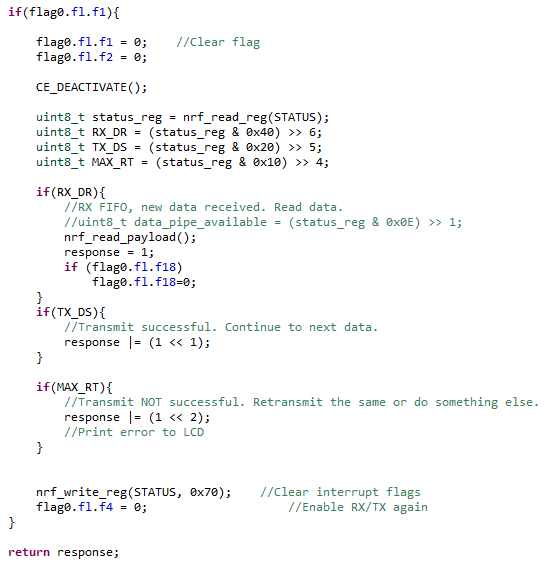 if(flag0.fl.f1){
flag0.fl.f1 = 0;    //Clear flag
flag0.fl.f2 = 0;
CE_DEACTIVATE();
uint8_t status_reg = nrf_read_reg(STATUS);
uint8_t RX_DR = (status_reg & 0x40) >> 6;
uint8_t TX_DS = (status_reg & 0x20) >> 5;
uint8_t MAX_RT = (status_reg & 0x10) >> 4;
if(RX_DR){
//RX FIFO, new data received. Read data.
//uint8_t data_pipe_available = (status_reg & 0x0E) >> 1;
nrf_read_payload();
response = 1;
if (flag0.fl.f18)
flag0.fl.f18=0;
}
if(TX_DS){
//Transmit successful. Continue to next data.
response |= (1 << 1);
}
if(MAX_RT){
//Transmit NOT successful. Retransmit the same or do something else.
response |= (1 << 2);
//Print error to LCD
}
nrf_write_reg(STATUS, 0x70);    //Clear interrupt flags
flag0.fl.f4 = 0;                    //Enable RX/TX again
}
return response;